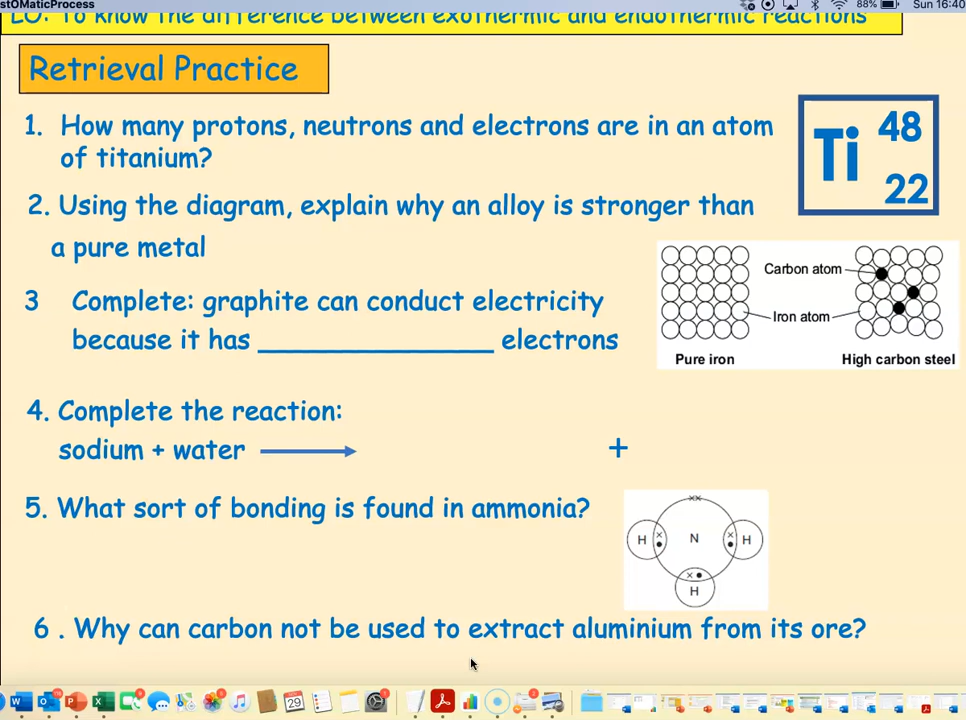 stOMaticProcess
88%
Sun 16:40
LO: To know the difference between exothermic and endothermic reactions
Retrieval Practice
1. How many protons, neutrons and electrons are in an atom
of titanium?
Ti 48
22
2. Using the diagram, explain why an alloy is stronger than
a pure metal
Carbon atom
Iron atom
Pure iron
High carbon steel
3 Complete: graphite can conduct electricity
because it has ______________ electrons
4. Complete the reaction:
sodium + water ⟶ +
5. What sort of bonding is found in ammonia?
xx
H x N x H
• •
x •
H
6 . Why can carbon not be used to extract aluminium from its ore?
29